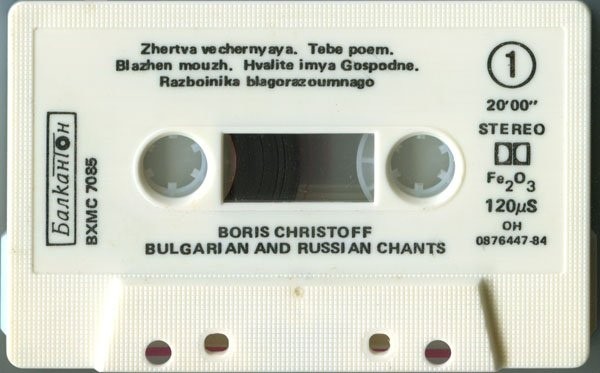 Zhertva vechernyaya. Tebe poem.
Blazhen mouzh. Hvalite imya Gospodne.
Razboinika blagorazoumnago
1
20'00"
STEREO
Fe2O3
120µS
OH
0876447-84
Балкантон
BXMC 7085
BORIS CHRISTOFF
BULGARIAN AND RUSSIAN CHANTS